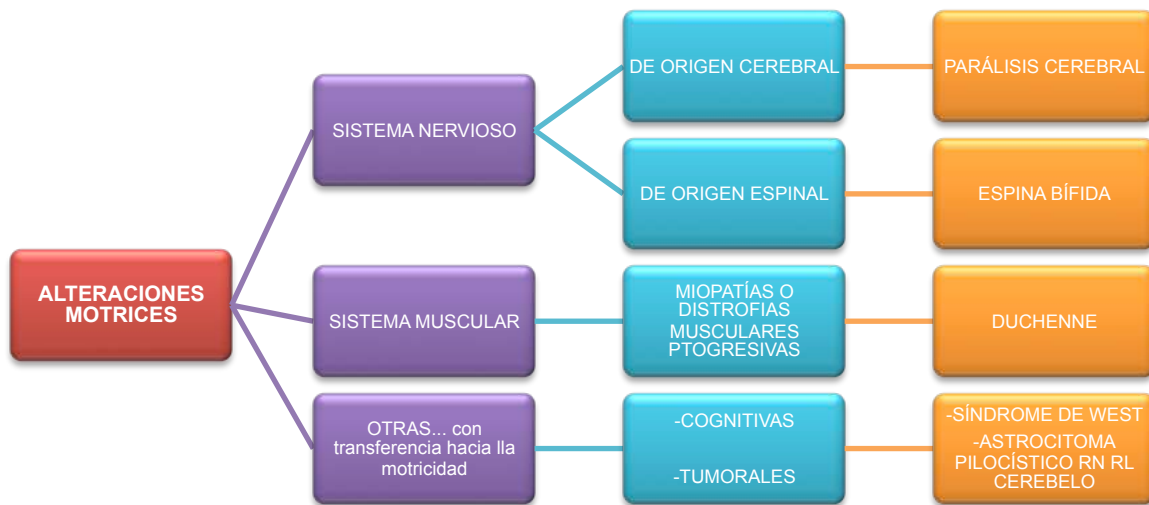 ALTERACIONES
MOTRICES
SISTEMA NERVIOSO
DE ORIGEN CEREBRAL
PARÁLISIS CEREBRAL
DE ORIGEN ESPINAL
ESPINA BÍFIDA
SISTEMA MUSCULAR
MIOPATÍAS O
DISTROFIAS
MUSCULARES
PTOGRESIVAS
DUCHENNE
OTRAS... con
transferencia hacia lla
motricidad
-COGNITIVAS
-TUMORALES
-SÍNDROME DE WEST
-ASTROCITOMA
PILOCÍSTICO RN RL
CEREBELO